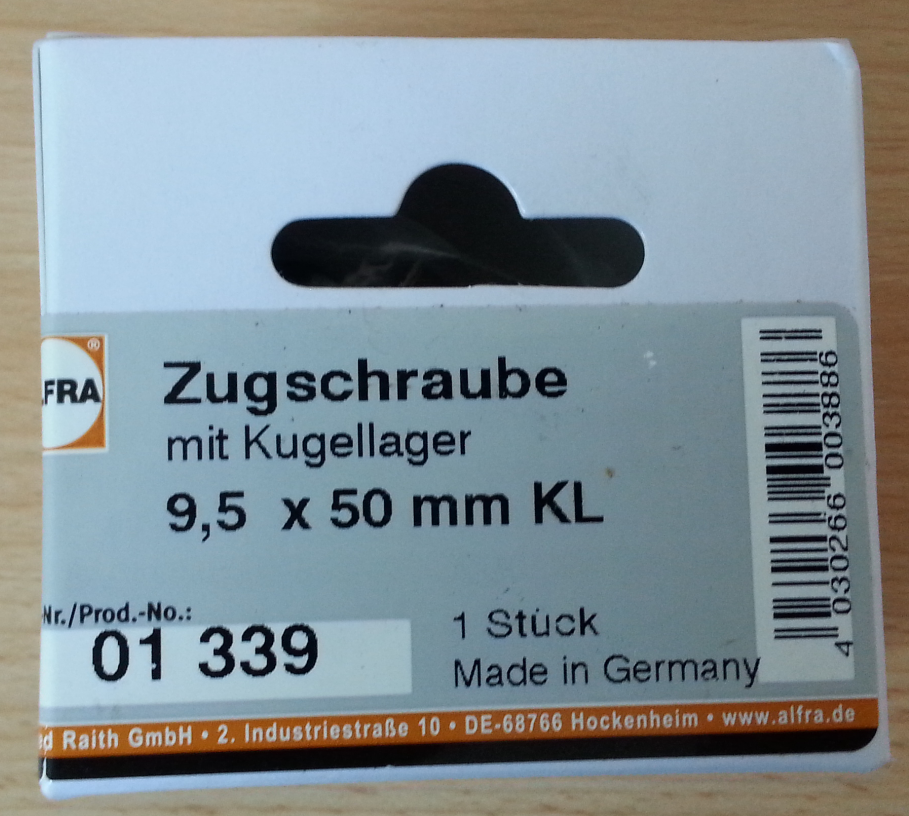 FRA®
Zugschraube
mit Kugellager
9,5 x 50 mm KL
Nr./Prod.-No.:
01 339
1 Stück
Made in Germany
d Raith GmbH • 2. Industriestraße 10 • DE-68766 Hockenheim • www.alfra.de
4 030266 003886